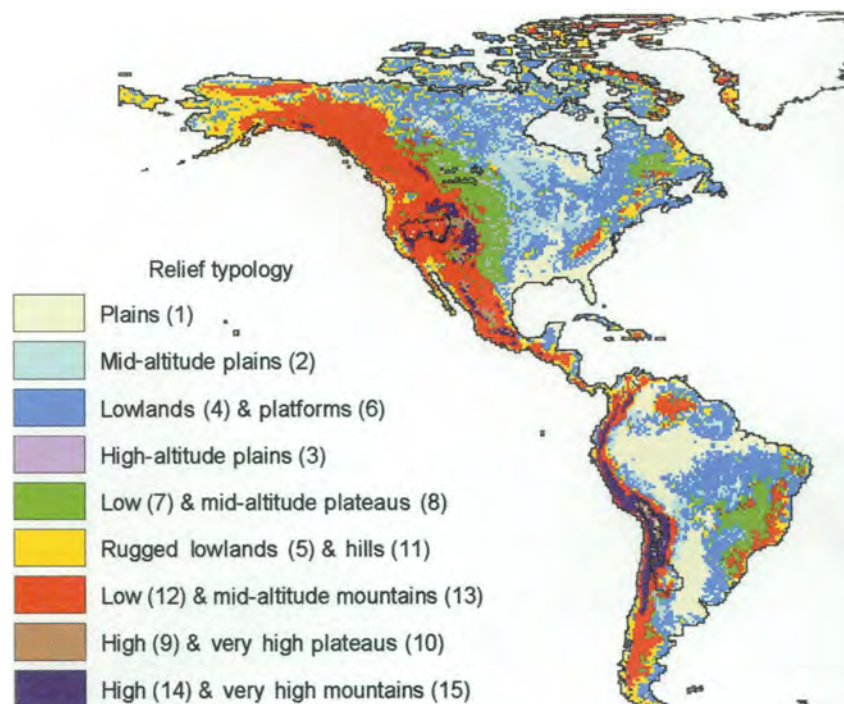 Relief typology
Plains (1)
Mid-altitude plains (2)
Lowlands (4) & platforms (6)
High-altitude plains (3)
Low (7) & mid-altitude plateaus (8)
Rugged lowlands (5) & hills (11)
Low (12) & mid-altitude mountains (13)
High (9) & very high plateaus (10)
High (14) & very high mountains (15)